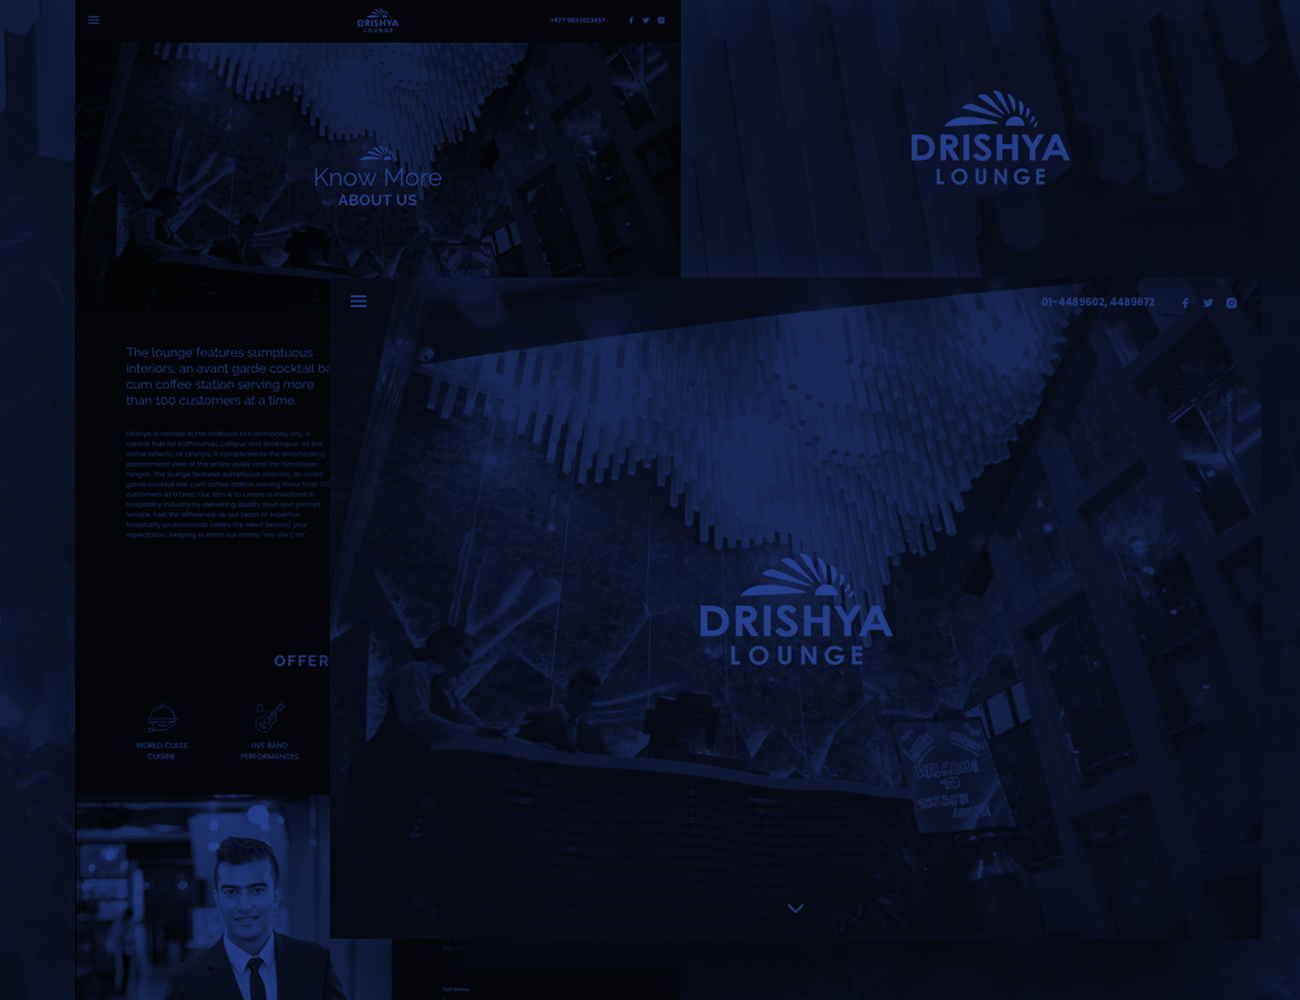 DRISHYA
LOUNGE
+977 9851023451
Know More
ABOUT US
DRISHYA
LOUNGE
01-4489602, 4489672
The lounge features sumptuous
interiors, an avant garde cocktail ba
cum coffee station serving more
than 100 customers at a time.
Drishya is nestled in the midtown of Kathmandu city, a
central hub for Kathmandu, Lalitpur and Bhaktapur. As the
name reflects, at Drishya, it complements the breathtaking
panoromical view of the entire valley and the Himalayan
ranges. The lounge features sumptuous interiors, an avant
garde cocktail bar cum coffee station serving more than 100
customers at a time. Our aim is to create a milestone in
Hospitality Industry by delivering quality food and prompt
service. Feel the difference as our team of expertise
hospitality professionals caters the need beyond your
expectation, keeping in mind our motto "Yes We Can"
DRISHYA
LOUNGE
OFFER
WORLD CLASS
CUISINE
LIVE BAND
PERFORMANCES
WELCOME
TO
Full Name